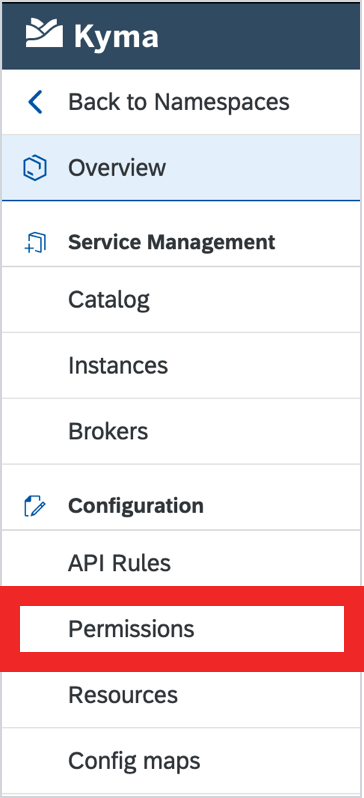 Kyma
Back to Namespaces
Overview
Service Management
Catalog
Instances
Brokers
Configuration
API Rules
Permissions
Resources
Config maps